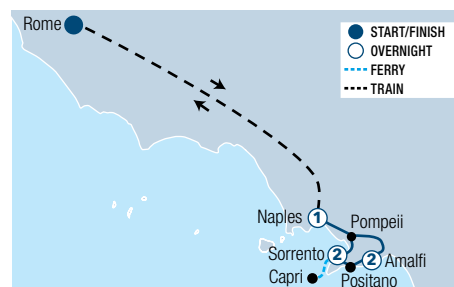 Rome
START/FINISH
OVERNIGHT
FERRY
TRAIN
Naples 1
Pompeii
Sorrento 2
2 Amalfi
Capri
Positano